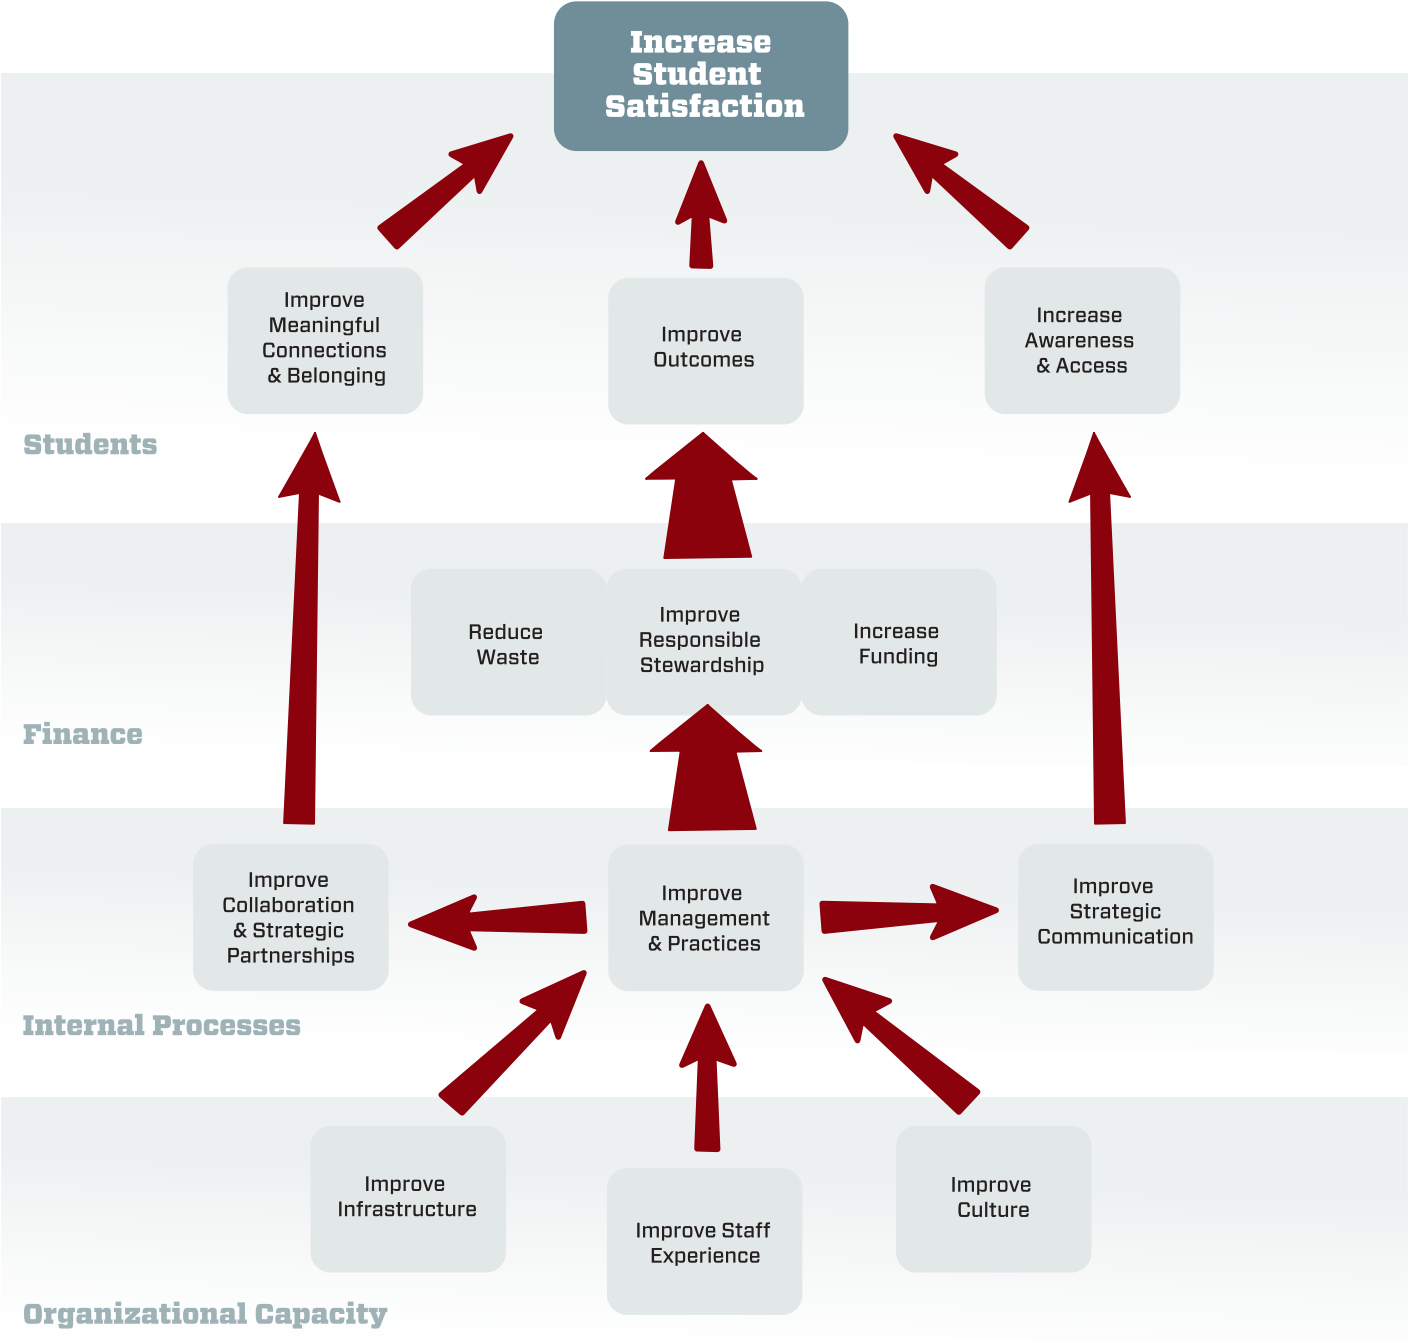 Increase
Student
Satisfaction
Improve
Meaningful
Connections
& Belonging
Improve
Outcomes
Increase
Awareness
& Access
Students
Reduce
Waste
Improve
Responsible
Stewardship
Increase
Funding
Finance
Improve
Collaboration
& Strategic
Partnerships
Improve
Management
& Practices
Improve
Strategic
Communication
Internal Processes
Improve
Infrastructure
Improve Staff
Experience
Improve
Culture
Organizational Capacity